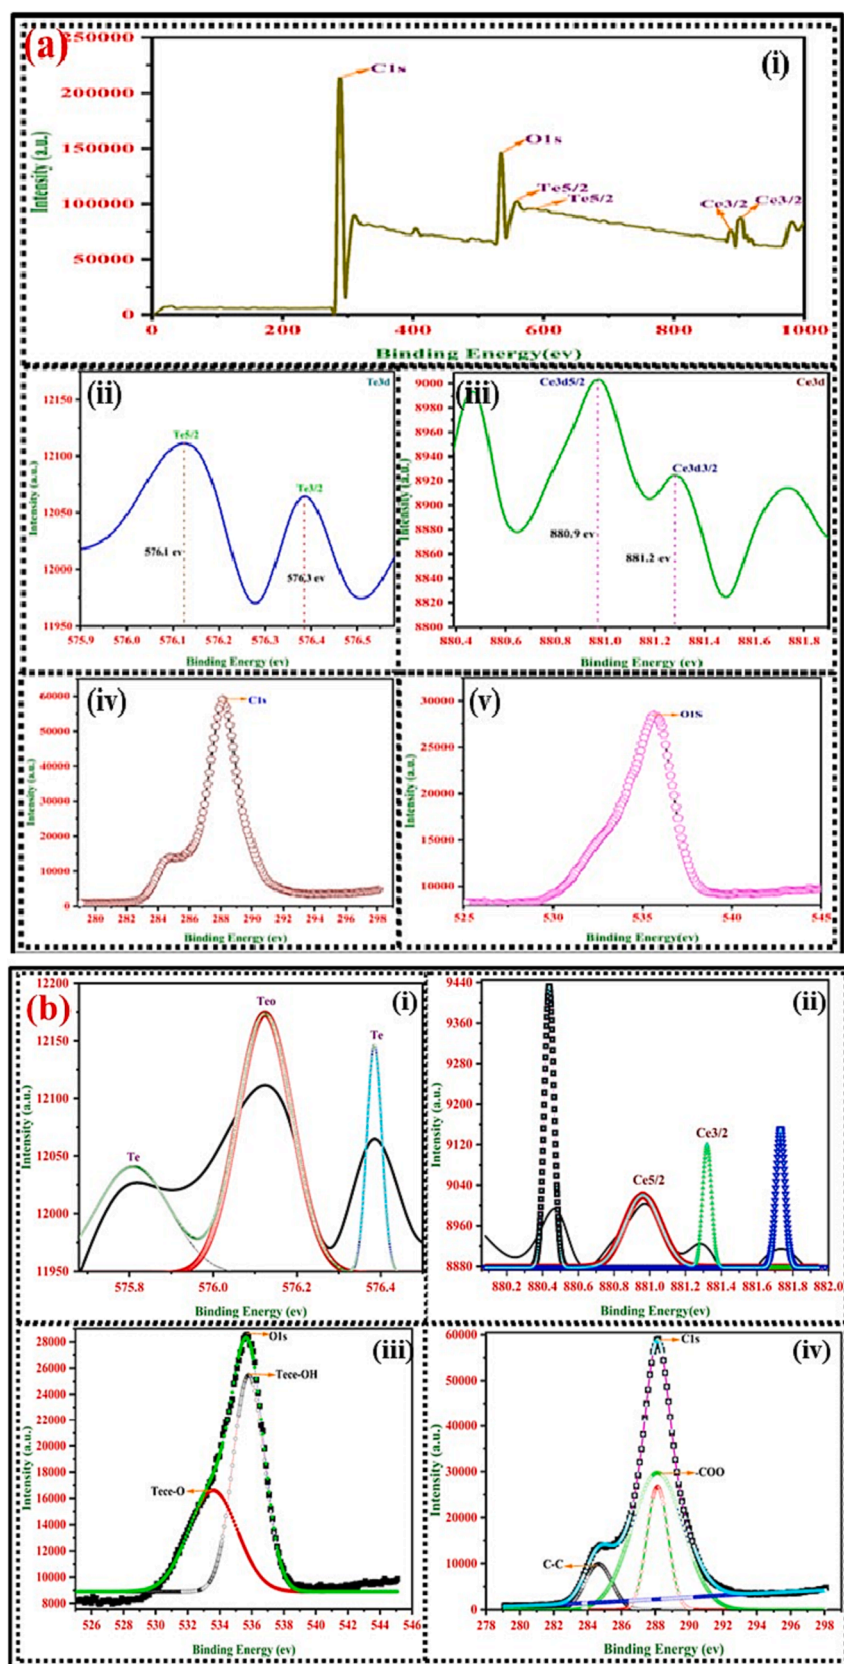 (a)
(i)
250000
200000
150000
100000
50000
0
Intensity (a.u.)
C1s
O1s
Te5/2
Te5/2
Ce3/2
Ce3/2
0 200 400 600 800 1000
Binding Energy(ev)
(ii)
Te3d
12150
12100
12050
12000
11950
Intensity (a.u.)
Te5/2
Te3/2
576.1 ev
576.3 ev
575.9 576.0 576.1 576.2 576.3 576.4 576.5
Binding Energy (ev)
(iii)
Ce3d5/2
Ce3d
9000
8980
8960
8940
8920
8900
8880
8860
8840
8820
8800
Intensity (a.u.)
Ce3d3/2
880.9 ev
881.2 ev
880.4 880.6 880.8 881.0 881.2 881.4 881.6 881.8
Binding Energy (ev)
(iv)
60000
50000
40000
30000
20000
10000
0
Intensity (a.u.)
C1s
280 282 284 286 288 290 292 294 296 298
Binding Energy (ev)
(v)
30000
25000
20000
15000
10000
Intensity (a.u.)
O1S
525 530 535 540 545
Binding Energy(ev)
(b)
(i)
12200
12150
12100
12050
12000
11950
Intensity (a.u.)
Teo
Te
Te
575.8 576.0 576.2 576.4
Binding Energy (ev)
(ii)
9440
9360
9280
9200
9120
9040
8960
8880
Intensity (a.u.)
Ce5/2
Ce3/2
880.2 880.4 880.6 880.8 881.0 881.2 881.4 881.6 881.8 882.0
Binding Energy (ev)
(iii)
28000
26000
24000
22000
20000
18000
16000
14000
12000
10000
8000
Intensity (a.u.)
O1s
Tece-OH
Tece-O
526 528 530 532 534 536 538 540 542 544 546
Binding Energy (ev)
(iv)
60000
50000
40000
30000
20000
10000
0
Intensity (a.u.)
C1s
-COO
C-C
278 280 282 284 286 288 290 292 294 296 298
Binding Energy (ev)